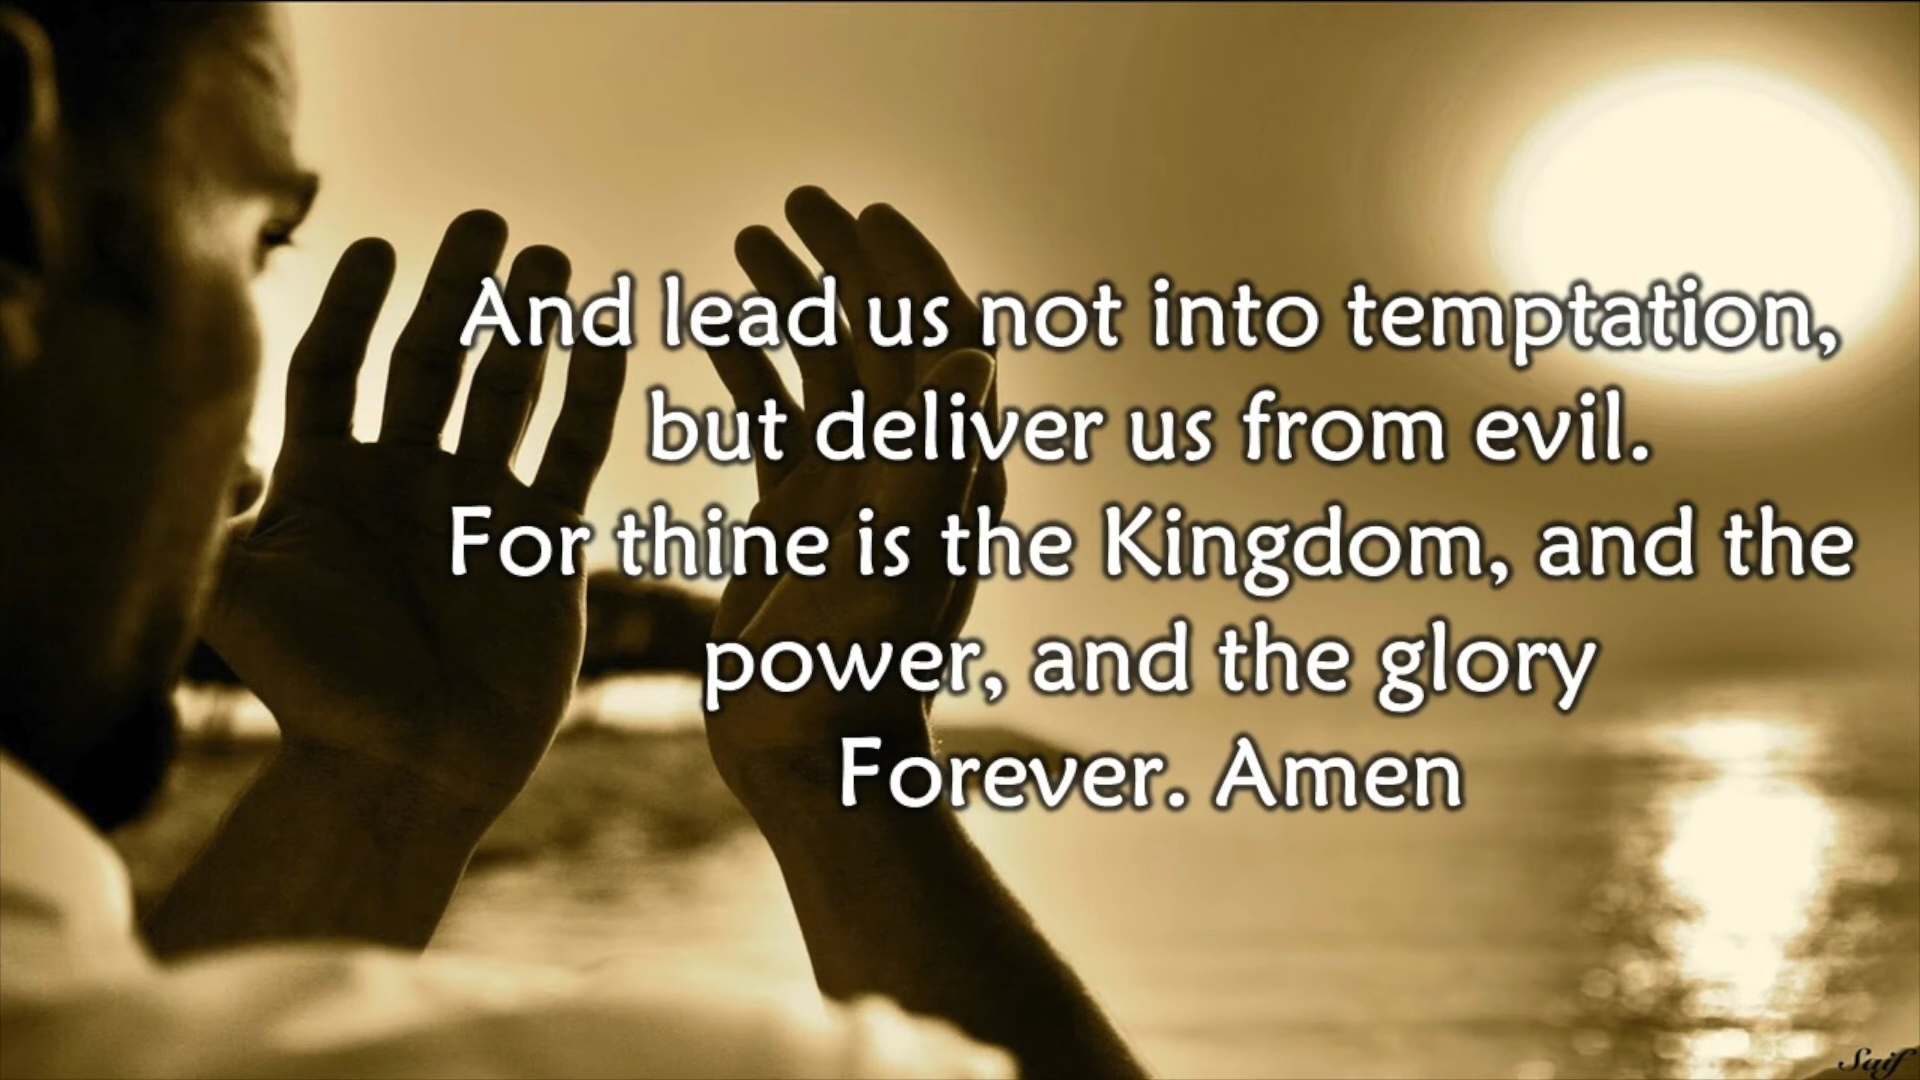 And lead us not into temptation,
but deliver us from evil.
For thine is the Kingdom, and the
power, and the glory
Forever. Amen
Saif